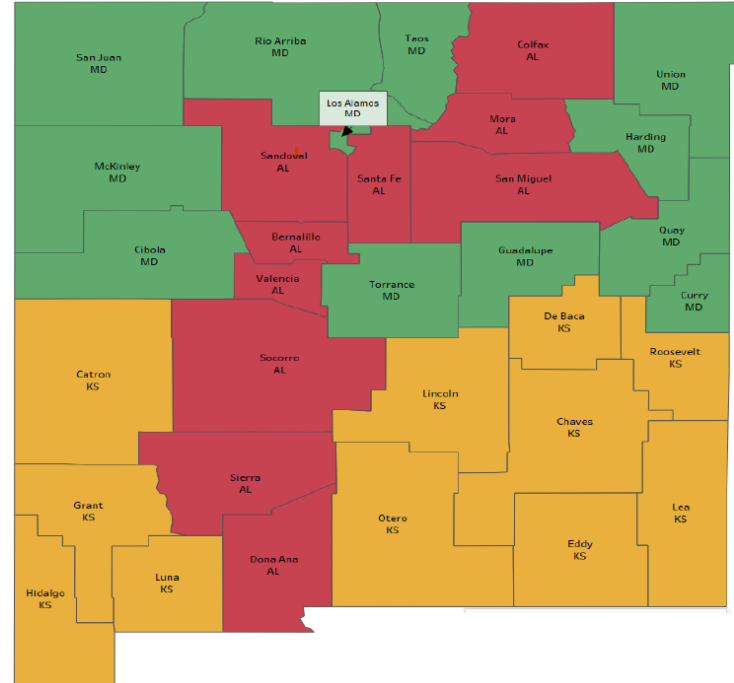 San Juan
MD
Rio Arriba
MD
Taos
MD
Colfax
AL
Union
MD
Los Alamos
MD
Mora
AL
Harding
MD
McKinley
MD
Sandoval
AL
Santa Fe
AL
San Miguel
AL
Quay
MD
Cibola
MD
Bernalillo
AL
Guadalupe
MD
Valencia
AL
Torrance
MD
Curry
MD
De Baca
KS
Roosevelt
KS
Catron
KS
Socorro
AL
Lincoln
KS
Chaves
KS
Sierra
AL
Grant
KS
Otero
KS
Lea
KS
Eddy
KS
Dona Ana
AL
Luna
KS
Hidalgo
KS